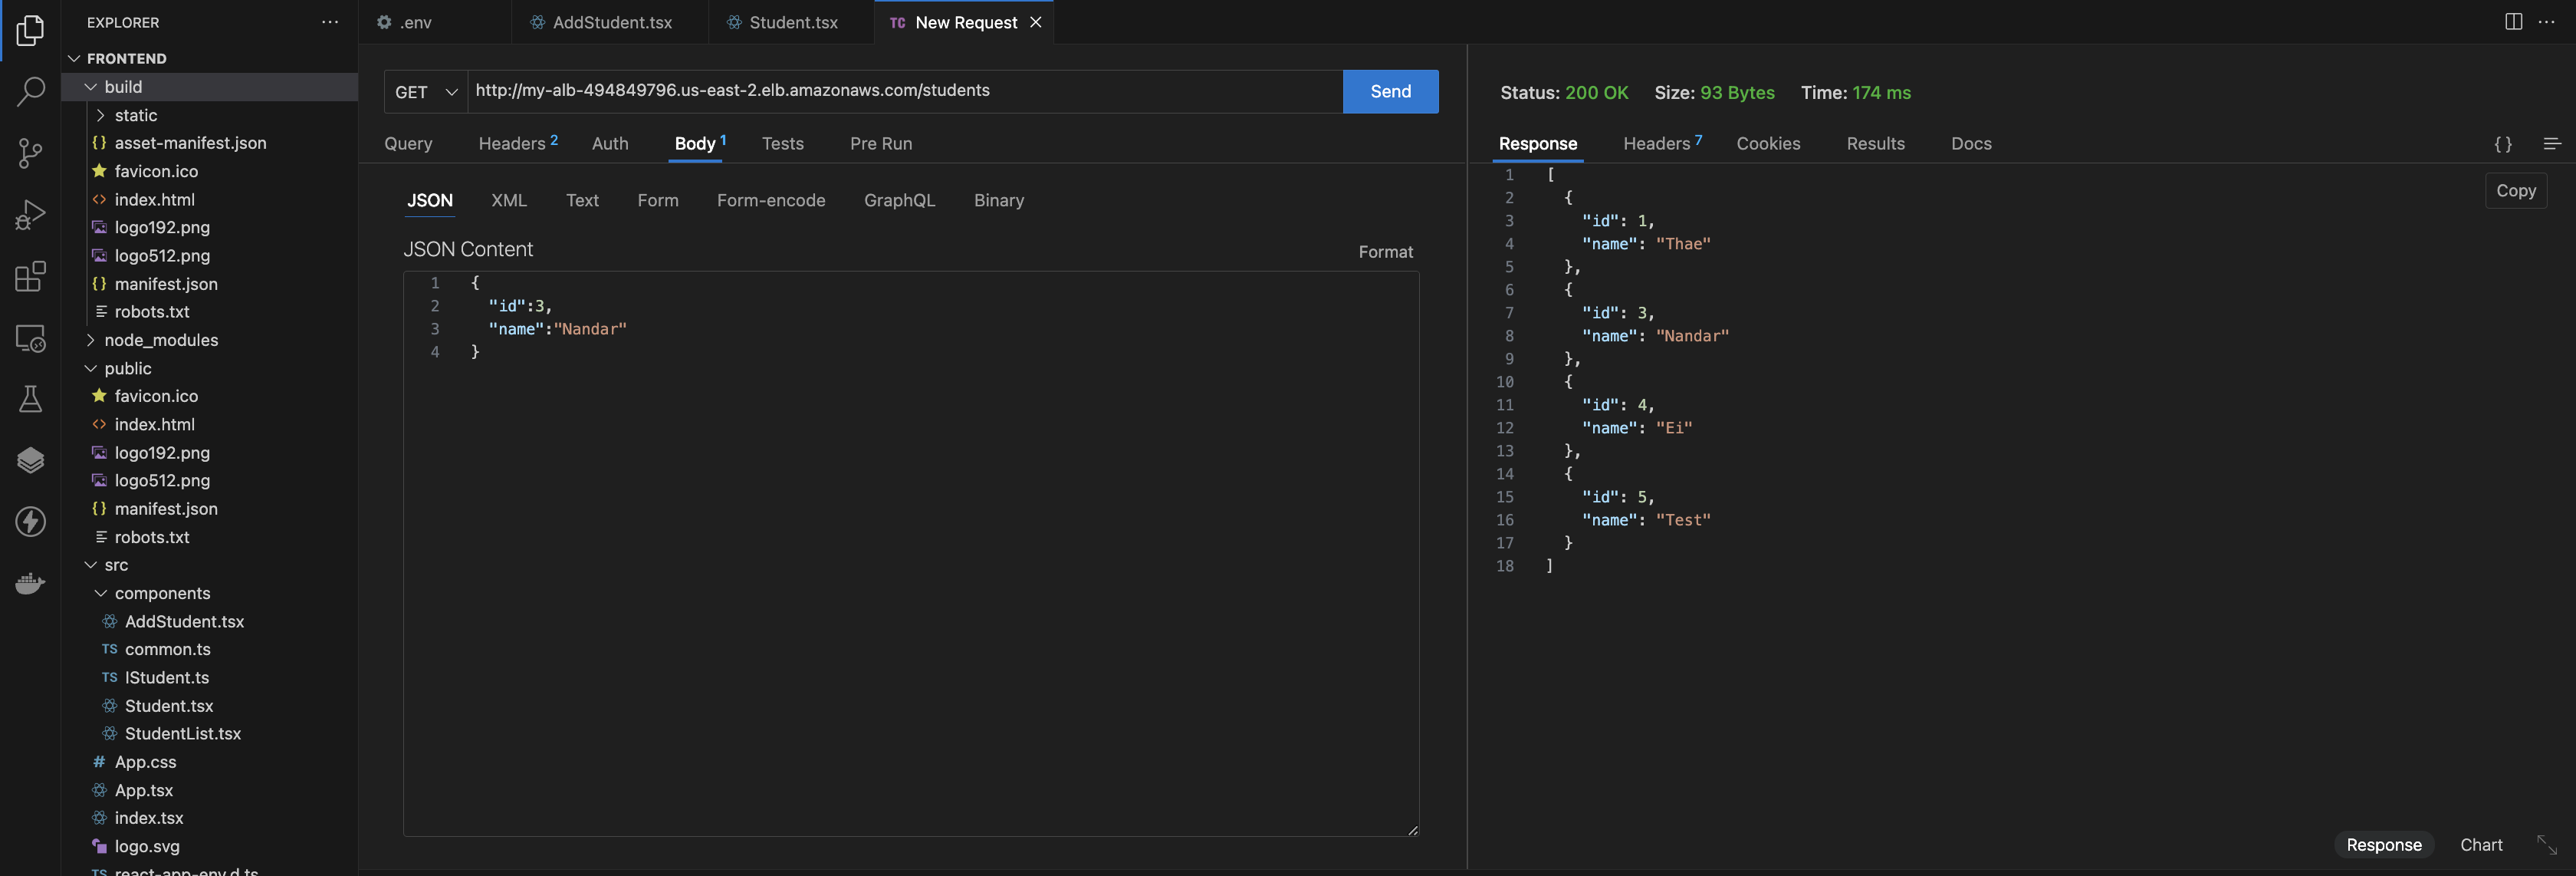 EXPLORER
FRONTEND
build
static
{} asset-manifest.json
favicon.ico
<> index.html
logo192.png
logo512.png
{} manifest.json
robots.txt
node_modules
public
favicon.ico
<> index.html
logo192.png
logo512.png
{} manifest.json
robots.txt
src
components
AddStudent.tsx
TS common.ts
TS IStudent.ts
Student.tsx
StudentList.tsx
# App.css
App.tsx
index.tsx
logo.svg
TS react-app-env.d.ts
.env AddStudent.tsx Student.tsx TC New Request
GET http://my-alb-494849796.us-east-2.elb.amazonaws.com/students Send
Query Headers 2 Auth Body 1 Tests Pre Run
JSON XML Text Form Form-encode GraphQL Binary
JSON Content Format
1 {
2 "id":3,
3 "name":"Nandar"
4 }
Status: 200 OK Size: 93 Bytes Time: 174 ms
Response Headers 7 Cookies Results Docs {}
Copy
1 [
2 {
3 "id": 1,
4 "name": "Thae"
5 },
6 {
7 "id": 3,
8 "name": "Nandar"
9 },
10 {
11 "id": 4,
12 "name": "Ei"
13 },
14 {
15 "id": 5,
16 "name": "Test"
17 }
18 ]
Response Chart